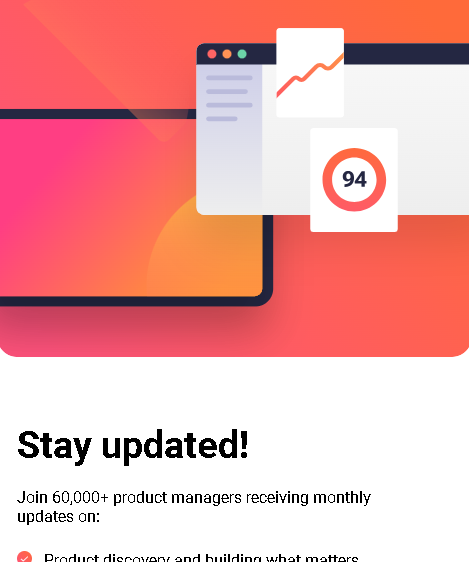 94
Stay updated!
Join 60,000+ product managers receiving monthly
updates on:
Product discovery and building what matters